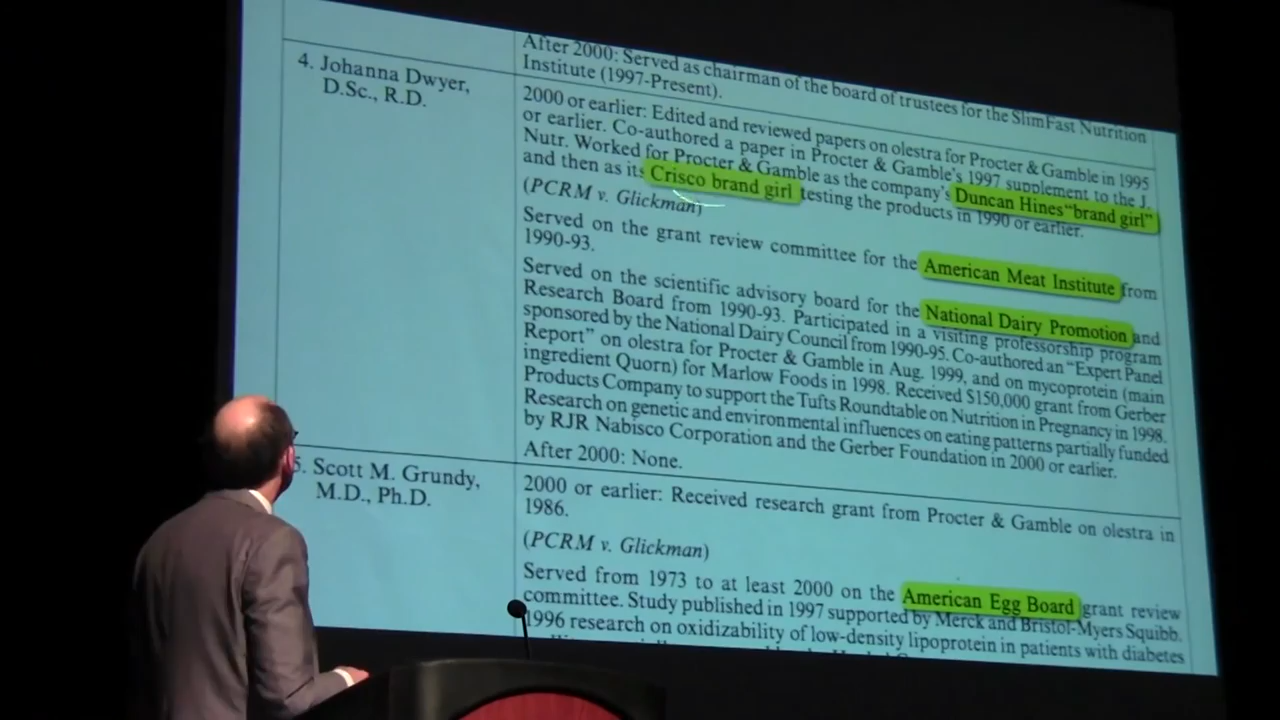 After 2000: Served as chairman of the board of trustees for the SlimFast Nutrition
Institute (1997-Present).
4. Johanna Dwyer,
D.Sc., R.D.
2000 or earlier: Edited and reviewed papers on olestra for Procter & Gamble in 1995
or earlier. Co-authored a paper in Procter & Gamble's 1997 supplement to the J.
Nutr. Worked for Procter & Gamble as the company's Duncan Hines "brand girl"
and then as its Crisco brand girl testing the products in 1990 or earlier.
(PCRM v. Glickman)
Served on the grant review committee for the American Meat Institute from
1990-93.
Served on the scientific advisory board for the National Dairy Promotion and
Research Board from 1990-93. Participated in a visiting professorship program
sponsored by the National Dairy Council from 1990-95. Co-authored an "Expert Panel
Report" on olestra for Procter & Gamble in Aug. 1999, and on mycoprotein (main
ingredient Quorn) for Marlow Foods in 1998. Received $150,000 grant from Gerber
Products Company to support the Tufts Roundtable on Nutrition in Pregnancy in 1998.
Research on genetic and environmental influences on eating patterns partially funded
by RJR Nabisco Corporation and the Gerber Foundation in 2000 or earlier.
After 2000: None.
5. Scott M. Grundy,
M.D., Ph.D.
2000 or earlier: Received research grant from Procter & Gamble on olestra in
1986.
(PCRM v. Glickman)
Served from 1973 to at least 2000 on the American Egg Board grant review
committee. Study published in 1997 supported by Merck and Bristol-Myers Squibb.
1996 research on oxidizability of low-density lipoprotein in patients with diabetes